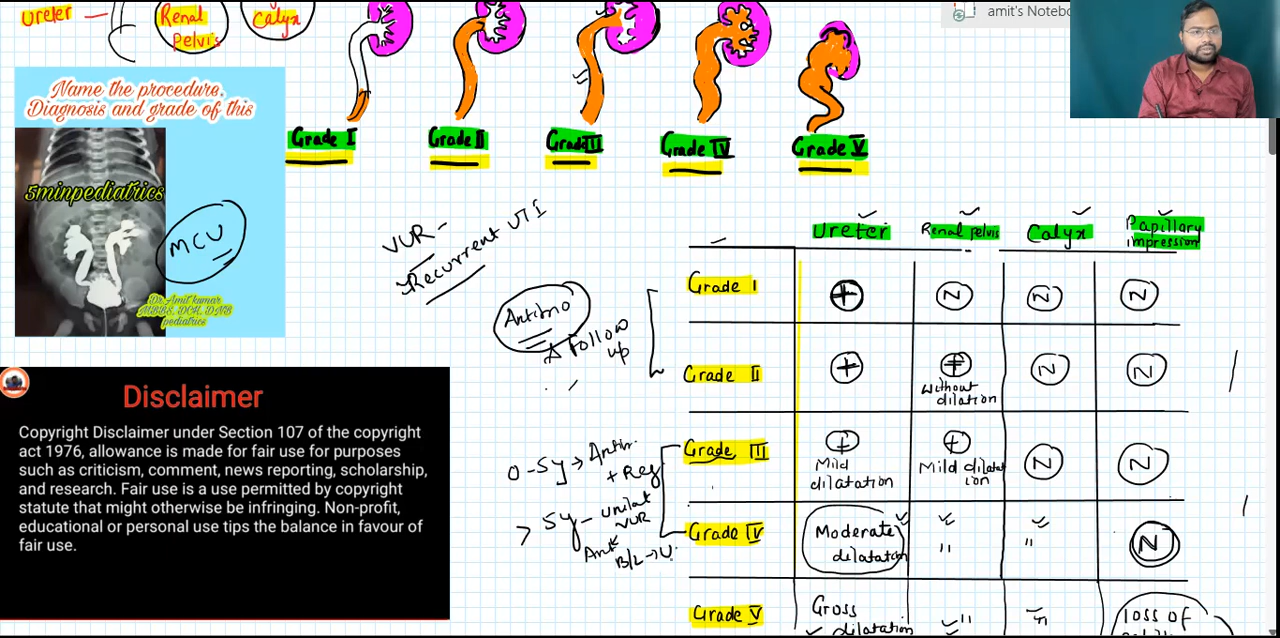 Ureter
Renal
Pelvis
Calyx
amit's Notebo
Name the procedure.
Diagnosis and grade of this
5minpediatrics
MCU
Dr Amit kumar
MBBS, DCH, DNB
pediatrics
Grade I
Grade II
Grade III
Grade IV
Grade V
VUR -
Recurrent UTI
Ureter
Renal pelvis
Calyx
Papillary
impression
Grade I
+
N
N
N
Antibio
Follow
up
Grade II
+
+
without
dilation
N
N
0-5y → Antibi.
+ Reg
Grade III
+
Mild
dilatation
+
Mild dilatat
ion
N
N
> 5y - unilat
VUR
B/L → U.
Grade IV
Moderate
dilatation
"
"
N
Grade V
Gross
dilatation
"
"
loss of
Disclaimer
Copyright Disclaimer under Section 107 of the copyright
act 1976, allowance is made for fair use for purposes
such as criticism, comment, news reporting, scholarship,
and research. Fair use is a use permitted by copyright
statute that might otherwise be infringing. Non-profit,
educational or personal use tips the balance in favour of
fair use.